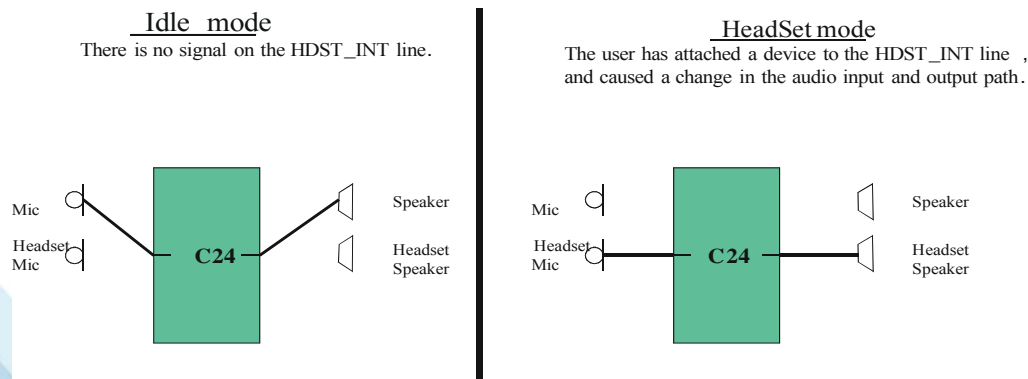 Idle mode
There is no signal on the HDST_INT line.
Mic
Headset
Mic
C24
Speaker
Headset
Speaker
HeadSet mode
The user has attached a device to the HDST_INT line ,
and caused a change in the audio input and output path.
Mic
Headset
Mic
C24
Speaker
Headset
Speaker